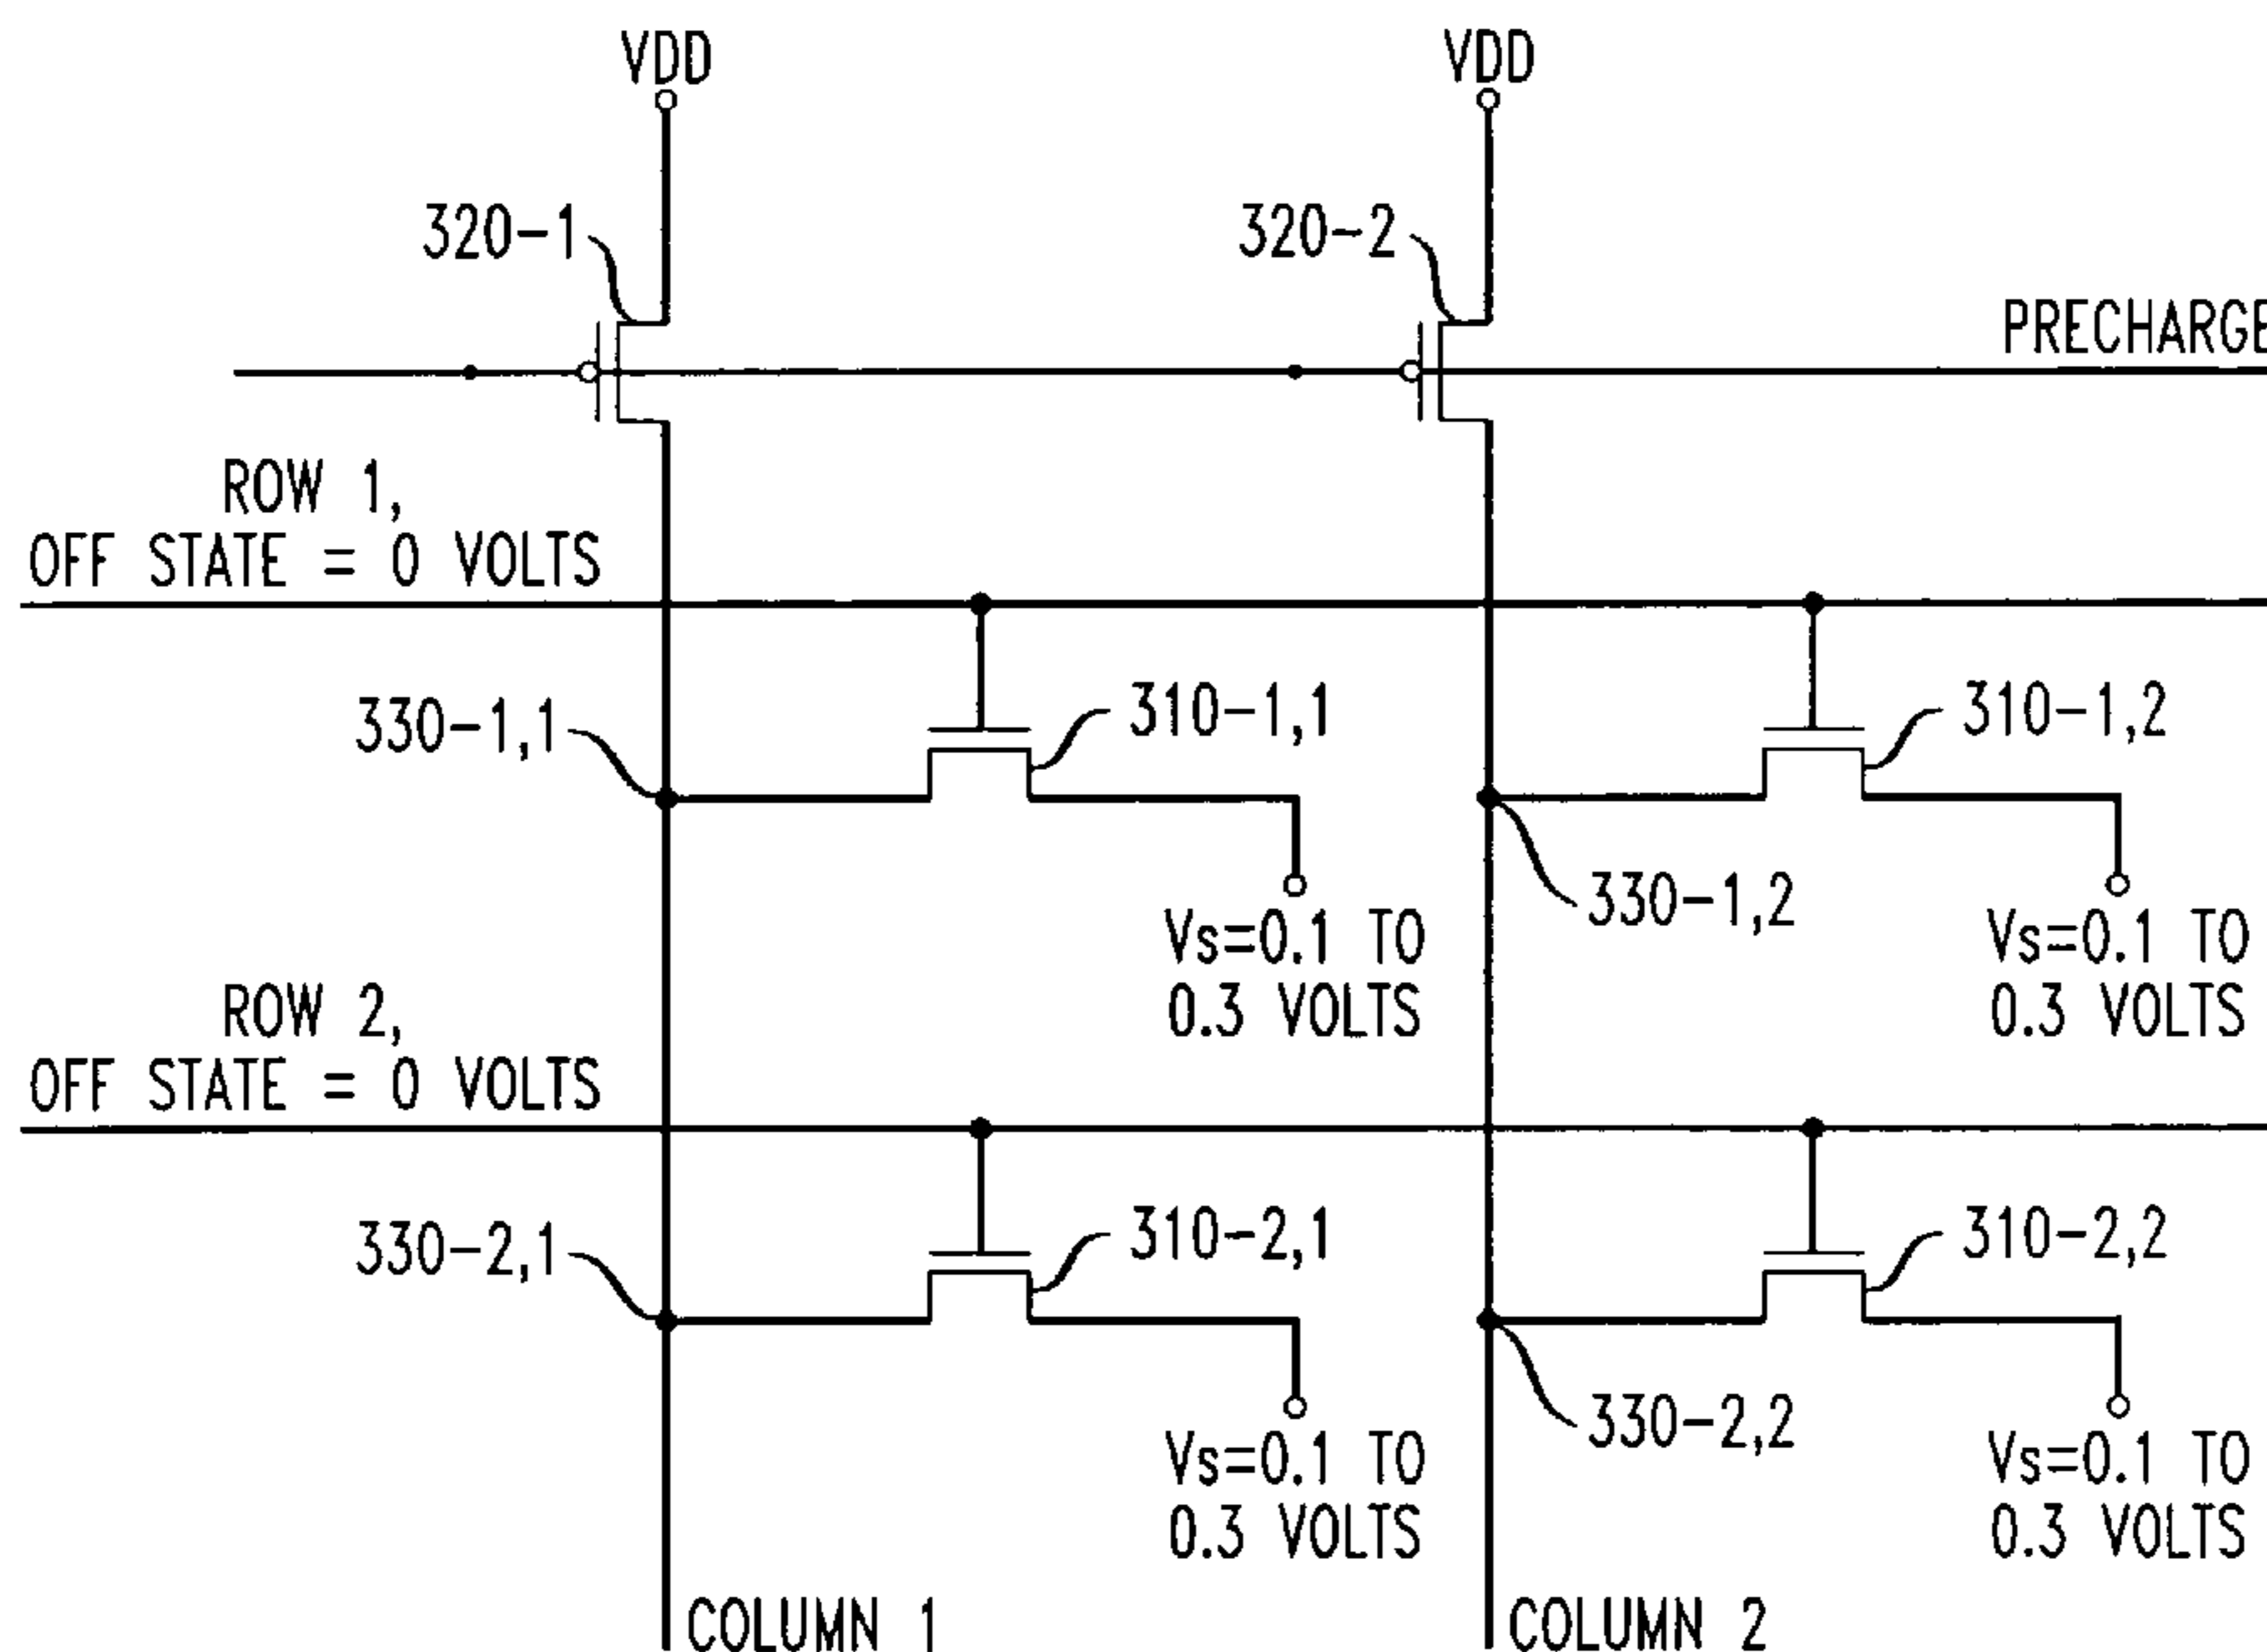 VDD
VDD
320-1
320-2
PRECHARGE
ROW 1,
OFF STATE = 0 VOLTS
330-1,1
310-1,1
310-1,2
330-1,2
Vs=0.1 TO
0.3 VOLTS
Vs=0.1 TO
0.3 VOLTS
ROW 2,
OFF STATE = 0 VOLTS
330-2,1
310-2,1
310-2,2
330-2,2
Vs=0.1 TO
0.3 VOLTS
Vs=0.1 TO
0.3 VOLTS
COLUMN 1
COLUMN 2